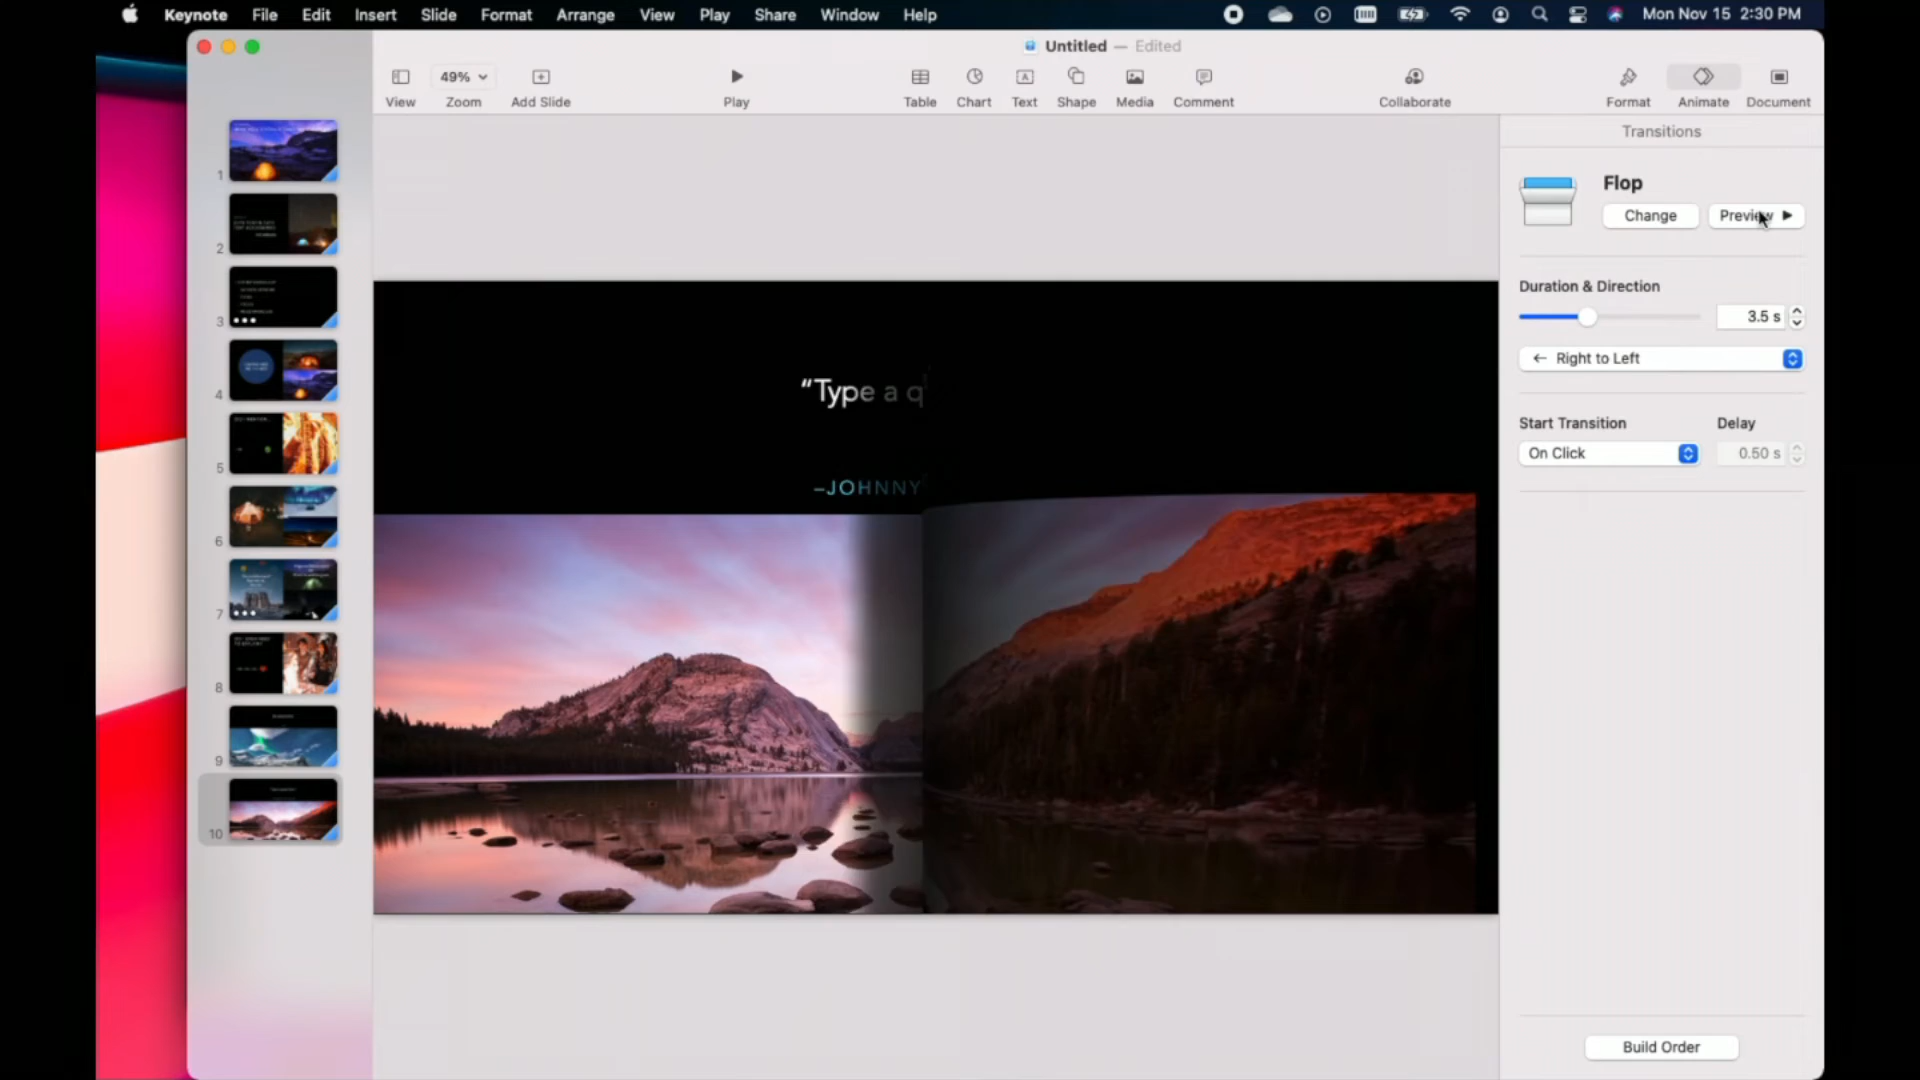 Keynote File Edit Insert Slide Format Arrange View Play Share Window Help Mon Nov 15 2:30 PM
Untitled — Edited
49%
View Zoom Add Slide Play Table Chart Text Shape Media Comment Collaborate Format Animate Document
Transitions
Flop
Change Preview
Duration & Direction
3.5 s
← Right to Left
Start Transition Delay
On Click 0.50 s
Build Order
1
2
3
4
5
6
7
8
9
10
“Type a q
–JOHNNY